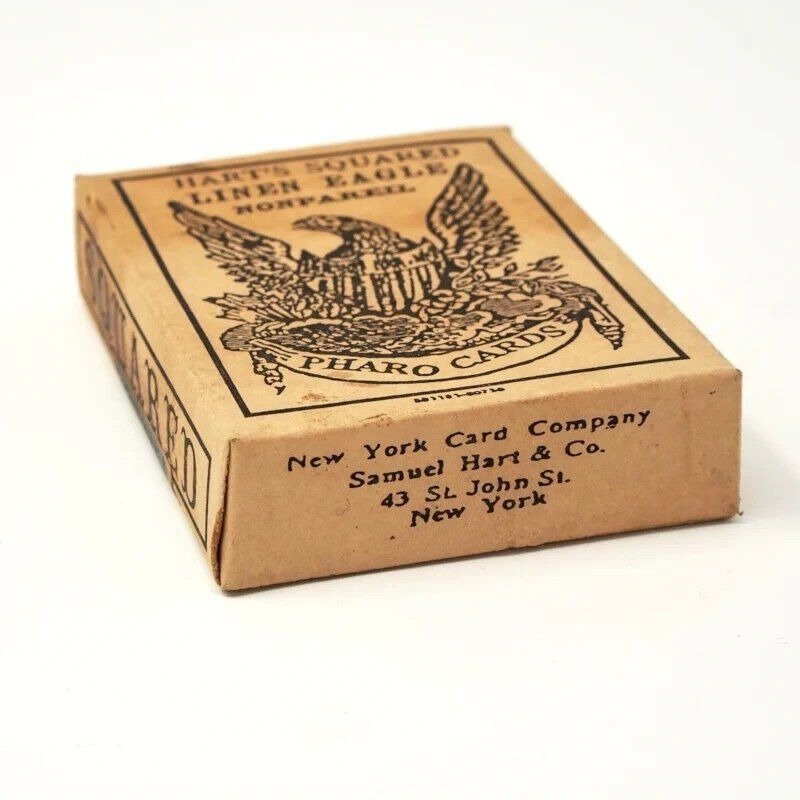 HART'S SQUARED
LINEN EAGLE
NONPAREIL
PHARO CARDS
SQUARED
New York Card Company
Samuel Hart & Co.
43 St. John St.
New York